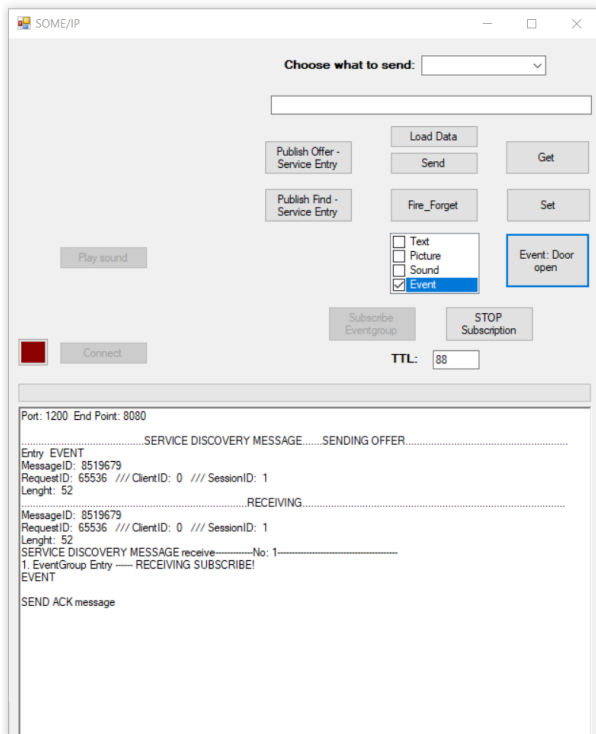 SOME/IP
Choose what to send:
Load Data
Publish Offer -
Service Entry
Send
Get
Publish Find -
Service Entry
Fire_Forget
Set
Text
Picture
Sound
Event
Event: Door
open
Play sound
Subscribe
Eventgroup
STOP
Subscription
Connect
TTL: 88
Port: 1200 End Point: 8080
..........................................SERVICE DISCOVERY MESSAGE.......SENDING OFFER.......................................................
Entry EVENT
MessageID: 8519679
RequestID: 65536 /// ClientID: 0 /// SessionID: 1
Lenght: 52
..............................................................................RECEIVING..........................................................................................
MessageID: 8519679
RequestID: 65536 /// ClientID: 0 /// SessionID: 1
Lenght: 52
SERVICE DISCOVERY MESSAGE receive-------------No: 1------------------------------------------
1. EventGroup Entry ------ RECEIVING SUBSCRIBE!
EVENT
SEND ACK message